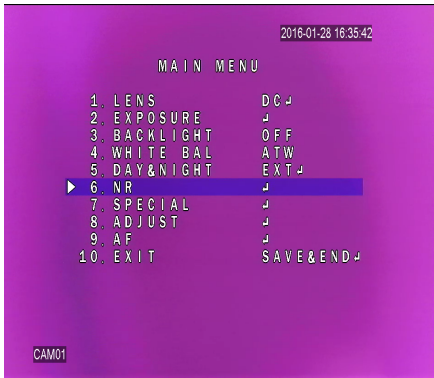 2016-01-28 16:35:42
MAIN MENU
1. LENS DC↲
2. EXPOSURE ↲
3. BACKLIGHT OFF
4. WHITE BAL ATW
5. DAY&NIGHT EXT↲
6. NR ↲
7. SPECIAL ↲
8. ADJUST ↲
9. AF ↲
10. EXIT SAVE&END↲
CAM01